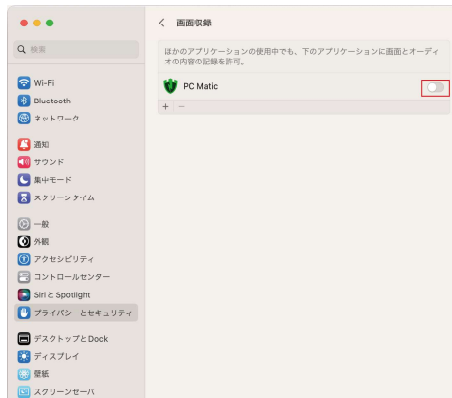 画面収録
検索
ほかのアプリケーションの使用中でも、下のアプリケーションに画面とオーディ
オの内容の記録を許可。
Wi-Fi
PC Matic
Bluetooth
+ −
ネットワーク
通知
サウンド
集中モード
スクリーンタイム
一般
外観
アクセシビリティ
コントロールセンター
Siri と Spotlight
プライバシーとセキュリティ
デスクトップとDock
ディスプレイ
壁紙
スクリーンセーバ